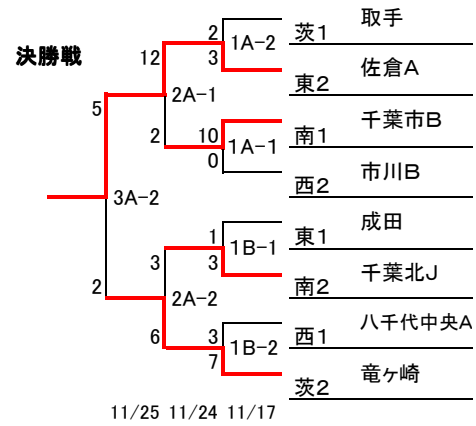 決勝戦
茨1 取手
東2 佐倉A
南1 千葉市B
西2 市川B
東1 成田
南2 千葉北J
西1 八千代中央A
茨2 竜ヶ崎
2
1A-2
3
12
2A-1
2
10
1A-1
0
5
3A-2
2
1
1B-1
3
3
2A-2
6
3
1B-2
7
11/25 11/24 11/17